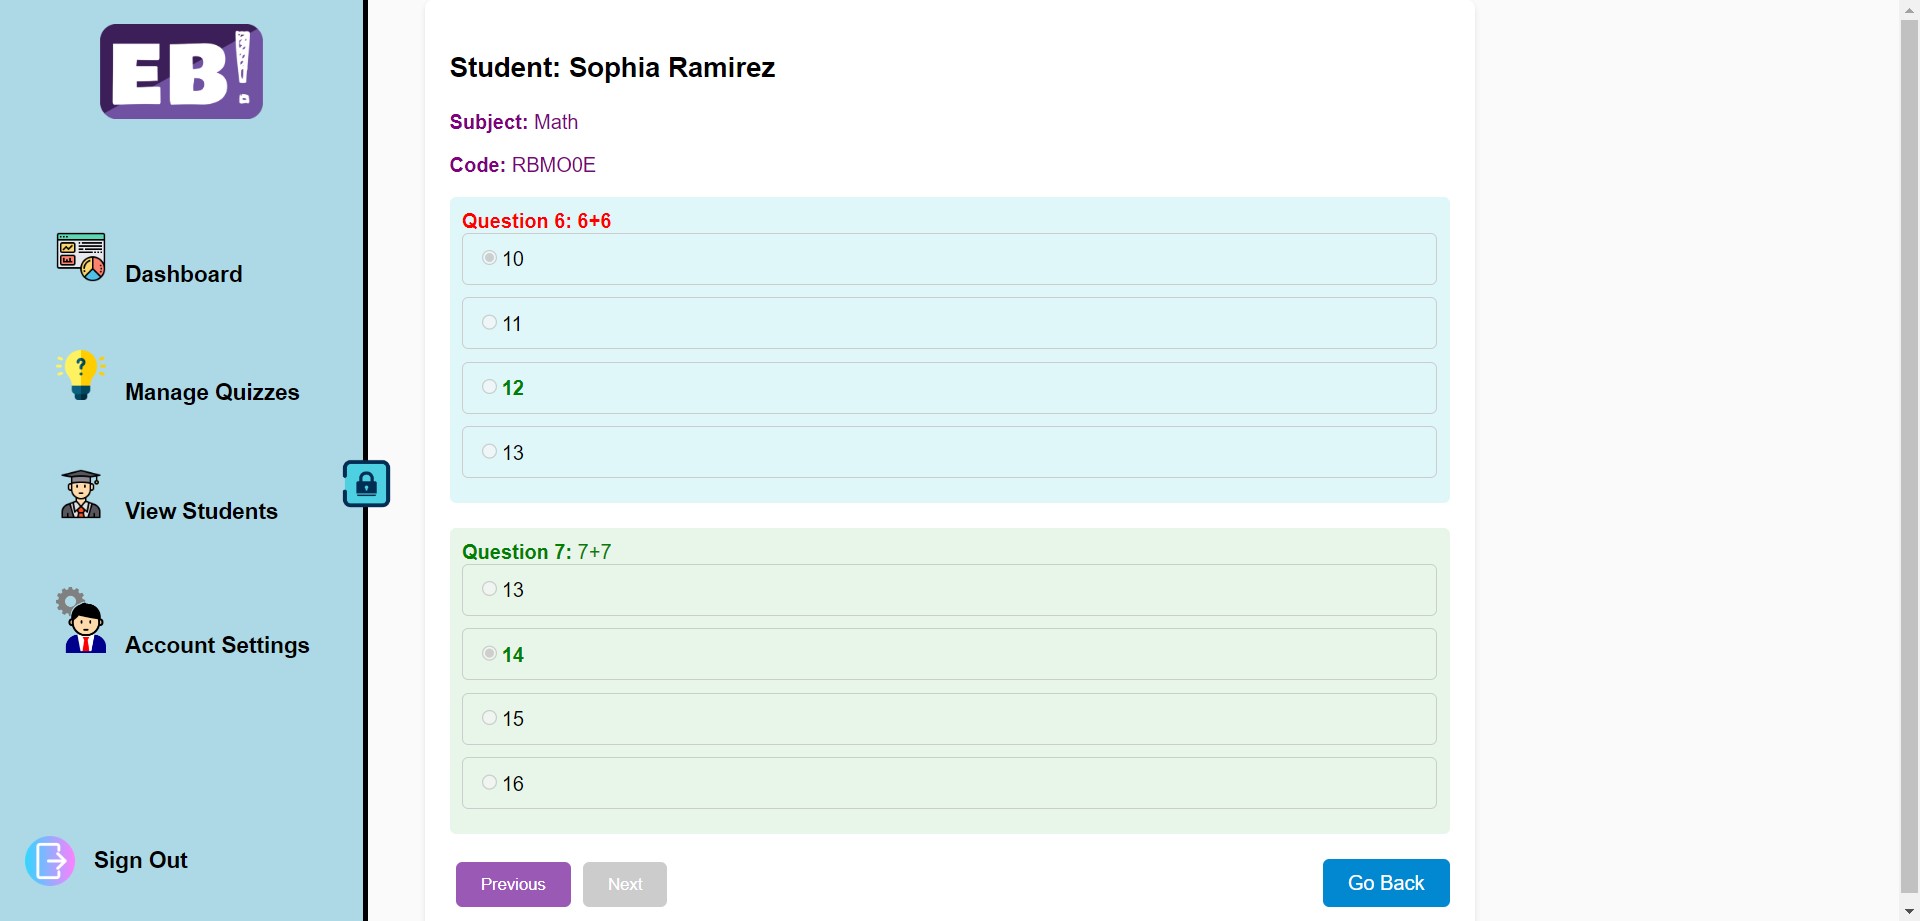 EB!
Dashboard
Manage Quizzes
View Students
Account Settings
Sign Out
Student: Sophia Ramirez
Subject: Math
Code: RBMO0E
Question 6: 6+6
10
11
12
13
Question 7: 7+7
13
14
15
16
Previous
Next
Go Back